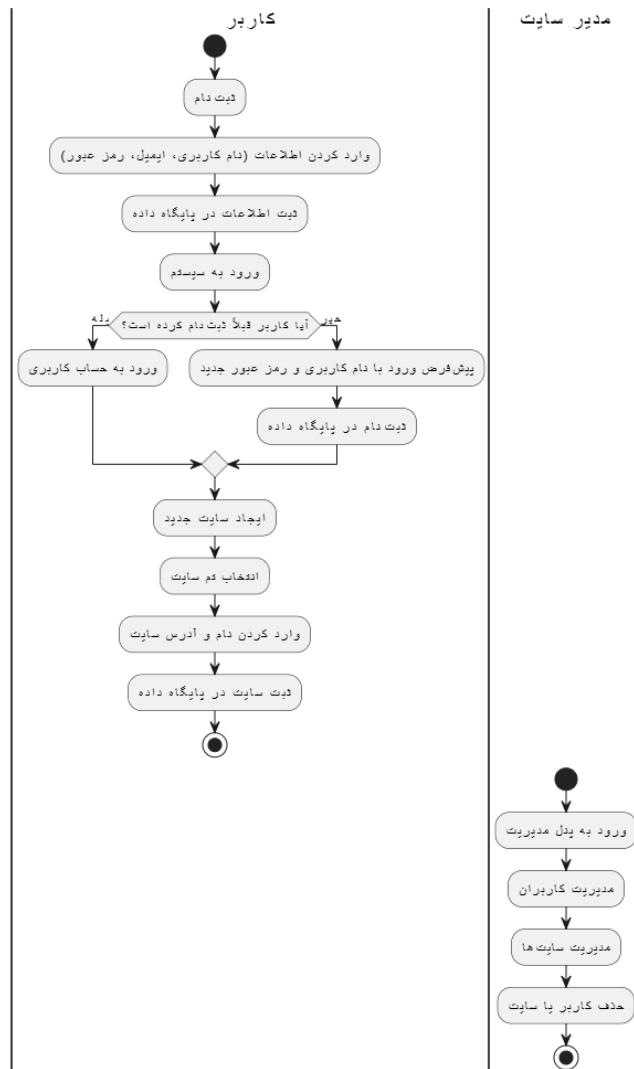 کاربر
مدیر سایت
ثبت نام
وارد کردن اطلاعات (نام کاربری، ایمیل، رمز عبور)
ثبت اطلاعات در پایگاه داده
ورود به سیستم
آیا کاربر قبلاً ثبت نام کرده است؟
بله
خیر
ورود به حساب کاربری
پیش‌فرض ورود با نام کاربری و رمز عبور جدید
ثبت نام در پایگاه داده
ایجاد سایت جدید
انتخاب تم سایت
وارد کردن نام و آدرس سایت
ثبت سایت در پایگاه داده
ورود به پنل مدیریت
مدیریت کاربران
مدیریت سایت‌ها
حذف کاربر یا سایت